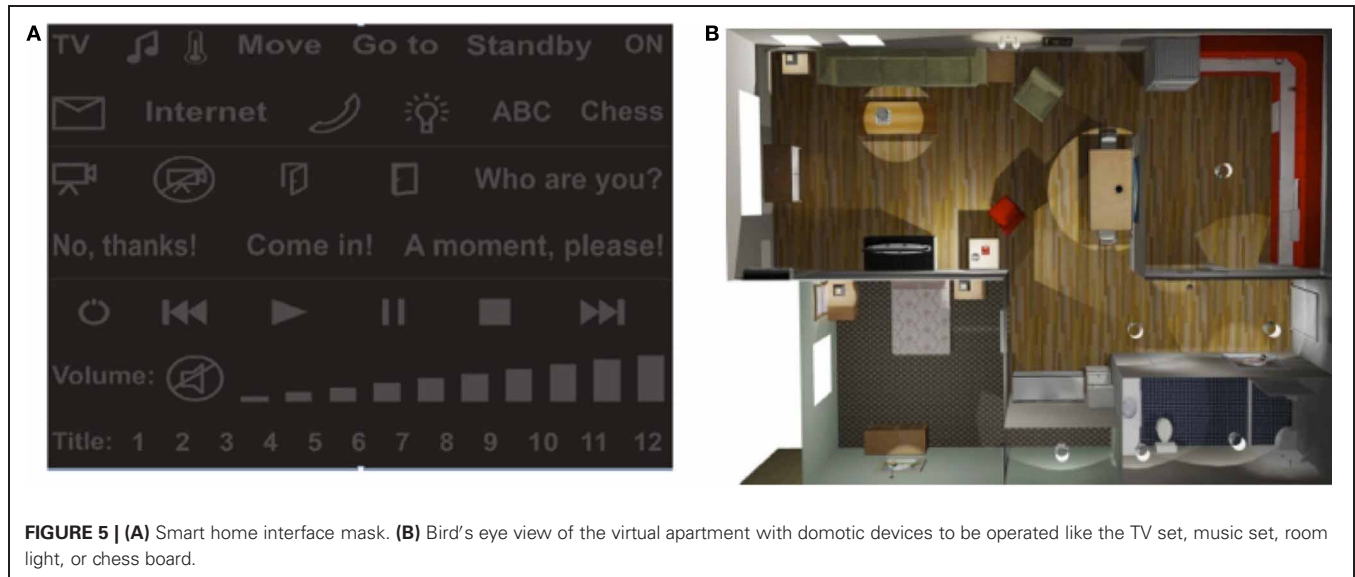 A
B
TV Move Go to Standby ON
Internet ABC Chess
Who are you?
No, thanks! Come in! A moment, please!
Volume:
Title: 1 2 3 4 5 6 7 8 9 10 11 12
FIGURE 5 | (A) Smart home interface mask. (B) Bird's eye view of the virtual apartment with domotic devices to be operated like the TV set, music set, room
light, or chess board.